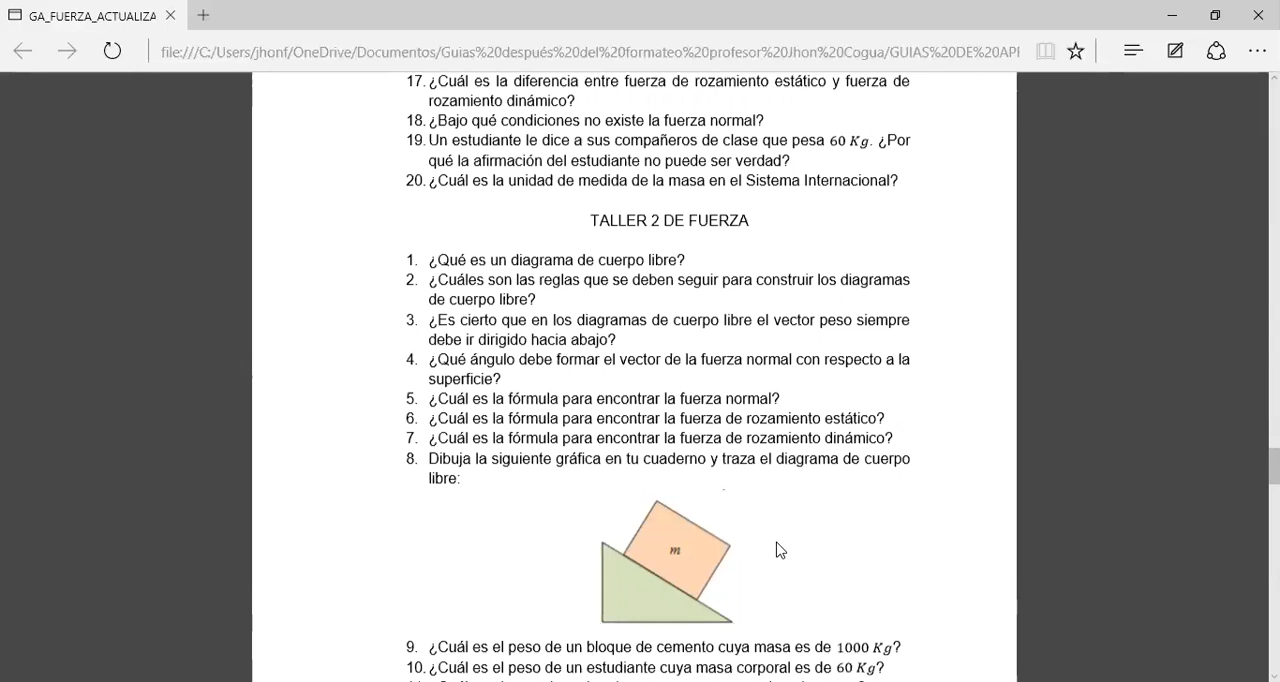 GA_FUERZA_ACTUALIZA
file:///C:/Users/jhonf/OneDrive/Documentos/Guias%20después%20del%20formateo%20profesor%20Jhon%20Cogua/GUIAS%20DE%20API
17. ¿Cuál es la diferencia entre fuerza de rozamiento estático y fuerza de
rozamiento dinámico?
18. ¿Bajo qué condiciones no existe la fuerza normal?
19. Un estudiante le dice a sus compañeros de clase que pesa 60 Kg. ¿Por
qué la afirmación del estudiante no puede ser verdad?
20. ¿Cuál es la unidad de medida de la masa en el Sistema Internacional?
TALLER 2 DE FUERZA
1. ¿Qué es un diagrama de cuerpo libre?
2. ¿Cuáles son las reglas que se deben seguir para construir los diagramas
de cuerpo libre?
3. ¿Es cierto que en los diagramas de cuerpo libre el vector peso siempre
debe ir dirigido hacia abajo?
4. ¿Qué ángulo debe formar el vector de la fuerza normal con respecto a la
superficie?
5. ¿Cuál es la fórmula para encontrar la fuerza normal?
6. ¿Cuál es la fórmula para encontrar la fuerza de rozamiento estático?
7. ¿Cuál es la fórmula para encontrar la fuerza de rozamiento dinámico?
8. Dibuja la siguiente gráfica en tu cuaderno y traza el diagrama de cuerpo
libre:
m
9. ¿Cuál es el peso de un bloque de cemento cuya masa es de 1000 Kg?
10. ¿Cuál es el peso de un estudiante cuya masa corporal es de 60 Kg?